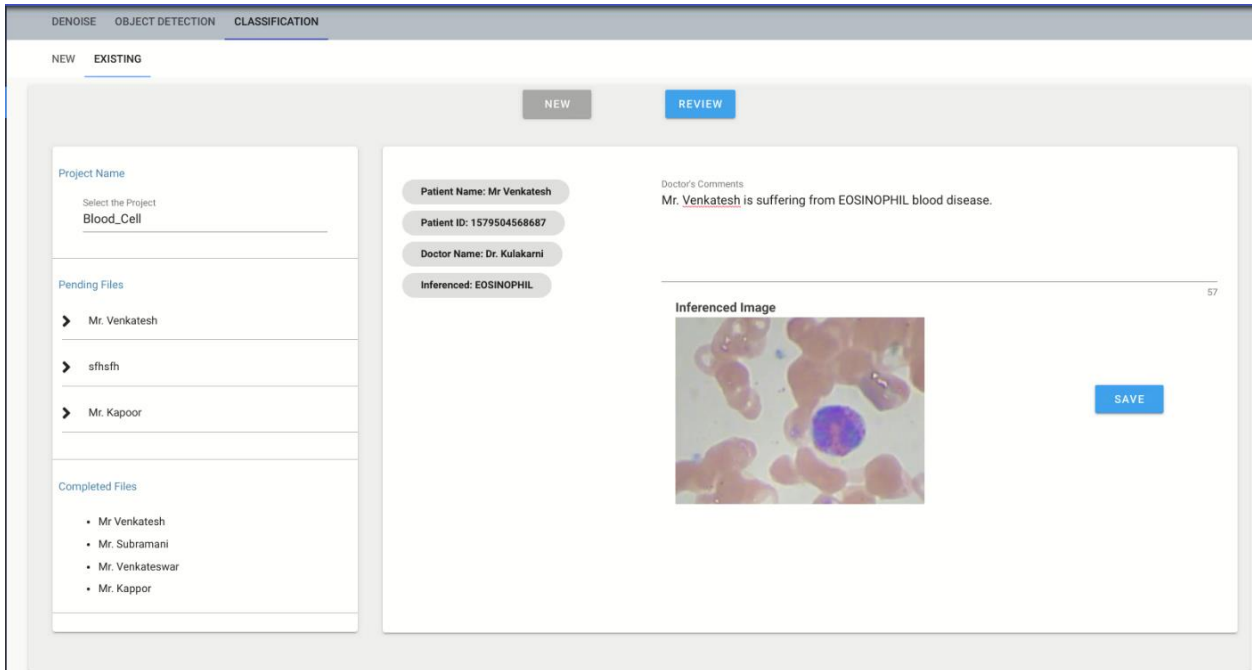 DENOISE OBJECT DETECTION CLASSIFICATION
NEW EXISTING
NEW REVIEW
Project Name
Select the Project
Blood_Cell
Pending Files
Mr. Venkatesh
sfhsfh
Mr. Kapoor
Completed Files
• Mr Venkatesh
• Mr. Subramani
• Mr. Venkateswar
• Mr. Kappor
Patient Name: Mr Venkatesh
Patient ID: 1579504568687
Doctor Name: Dr. Kulakarni
Inferenced: EOSINOPHIL
Doctor's Comments
Mr. Venkatesh is suffering from EOSINOPHIL blood disease.
57
Inferenced Image
SAVE